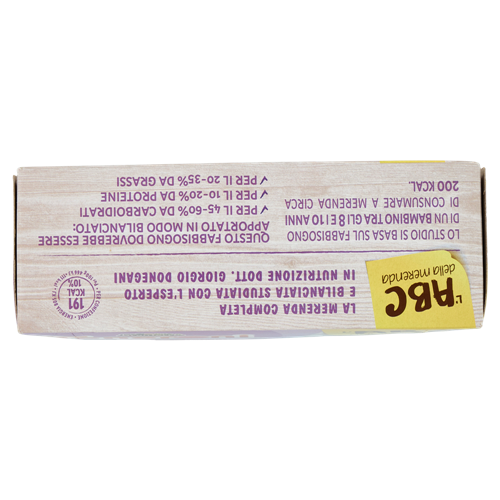 L'ABC
della merenda
LA MERENDA COMPLETA
E BILANCIATA STUDIATA CON L'ESPERTO
IN NUTRIZIONE DOTT. GIORGIO DONEGANI
191
KCAL
10%
LO STUDIO SI BASA SUL FABBISOGNO
DI UN BAMBINO TRA GLI 8 E I 10 ANNI
DI CONSUMARE A MERENDA CIRCA
200 KCAL
QUESTO FABBISOGNO DOVREBBE ESSERE
APPORTATO IN MODO BILANCIATO:
✓ PER IL 45-60% DA CARBOIDRATI
✓ PER IL 10-20% DA PROTEINE
✓ PER IL 20-35% DA GRASSI